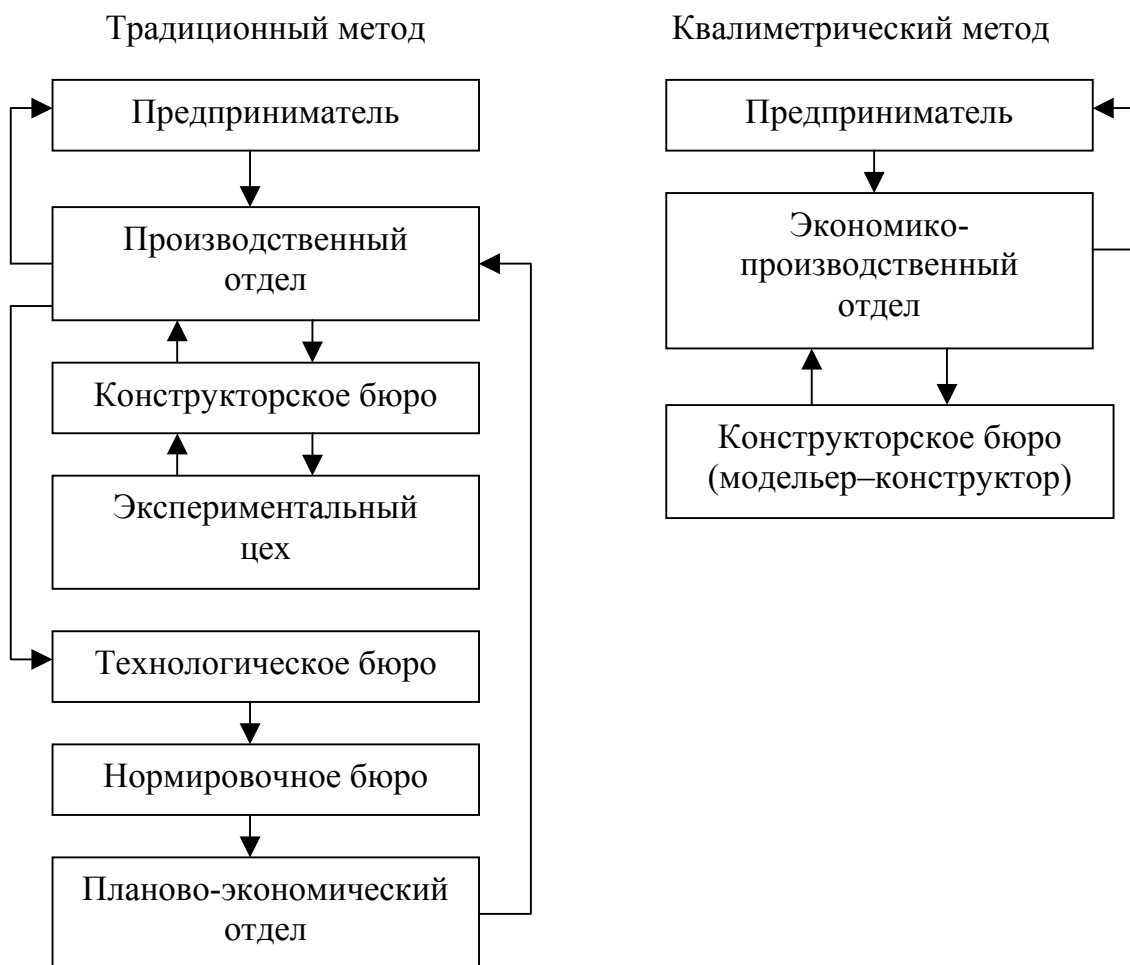 Традиционный метод
Предприниматель
Производственный
отдел
Конструкторское бюро
Экспериментальный
цех
Технологическое бюро
Нормировочное бюро
Планово-экономический
отдел
Квалиметрический метод
Предприниматель
Экономико-
производственный
отдел
Конструкторское бюро
(модельер–конструктор)